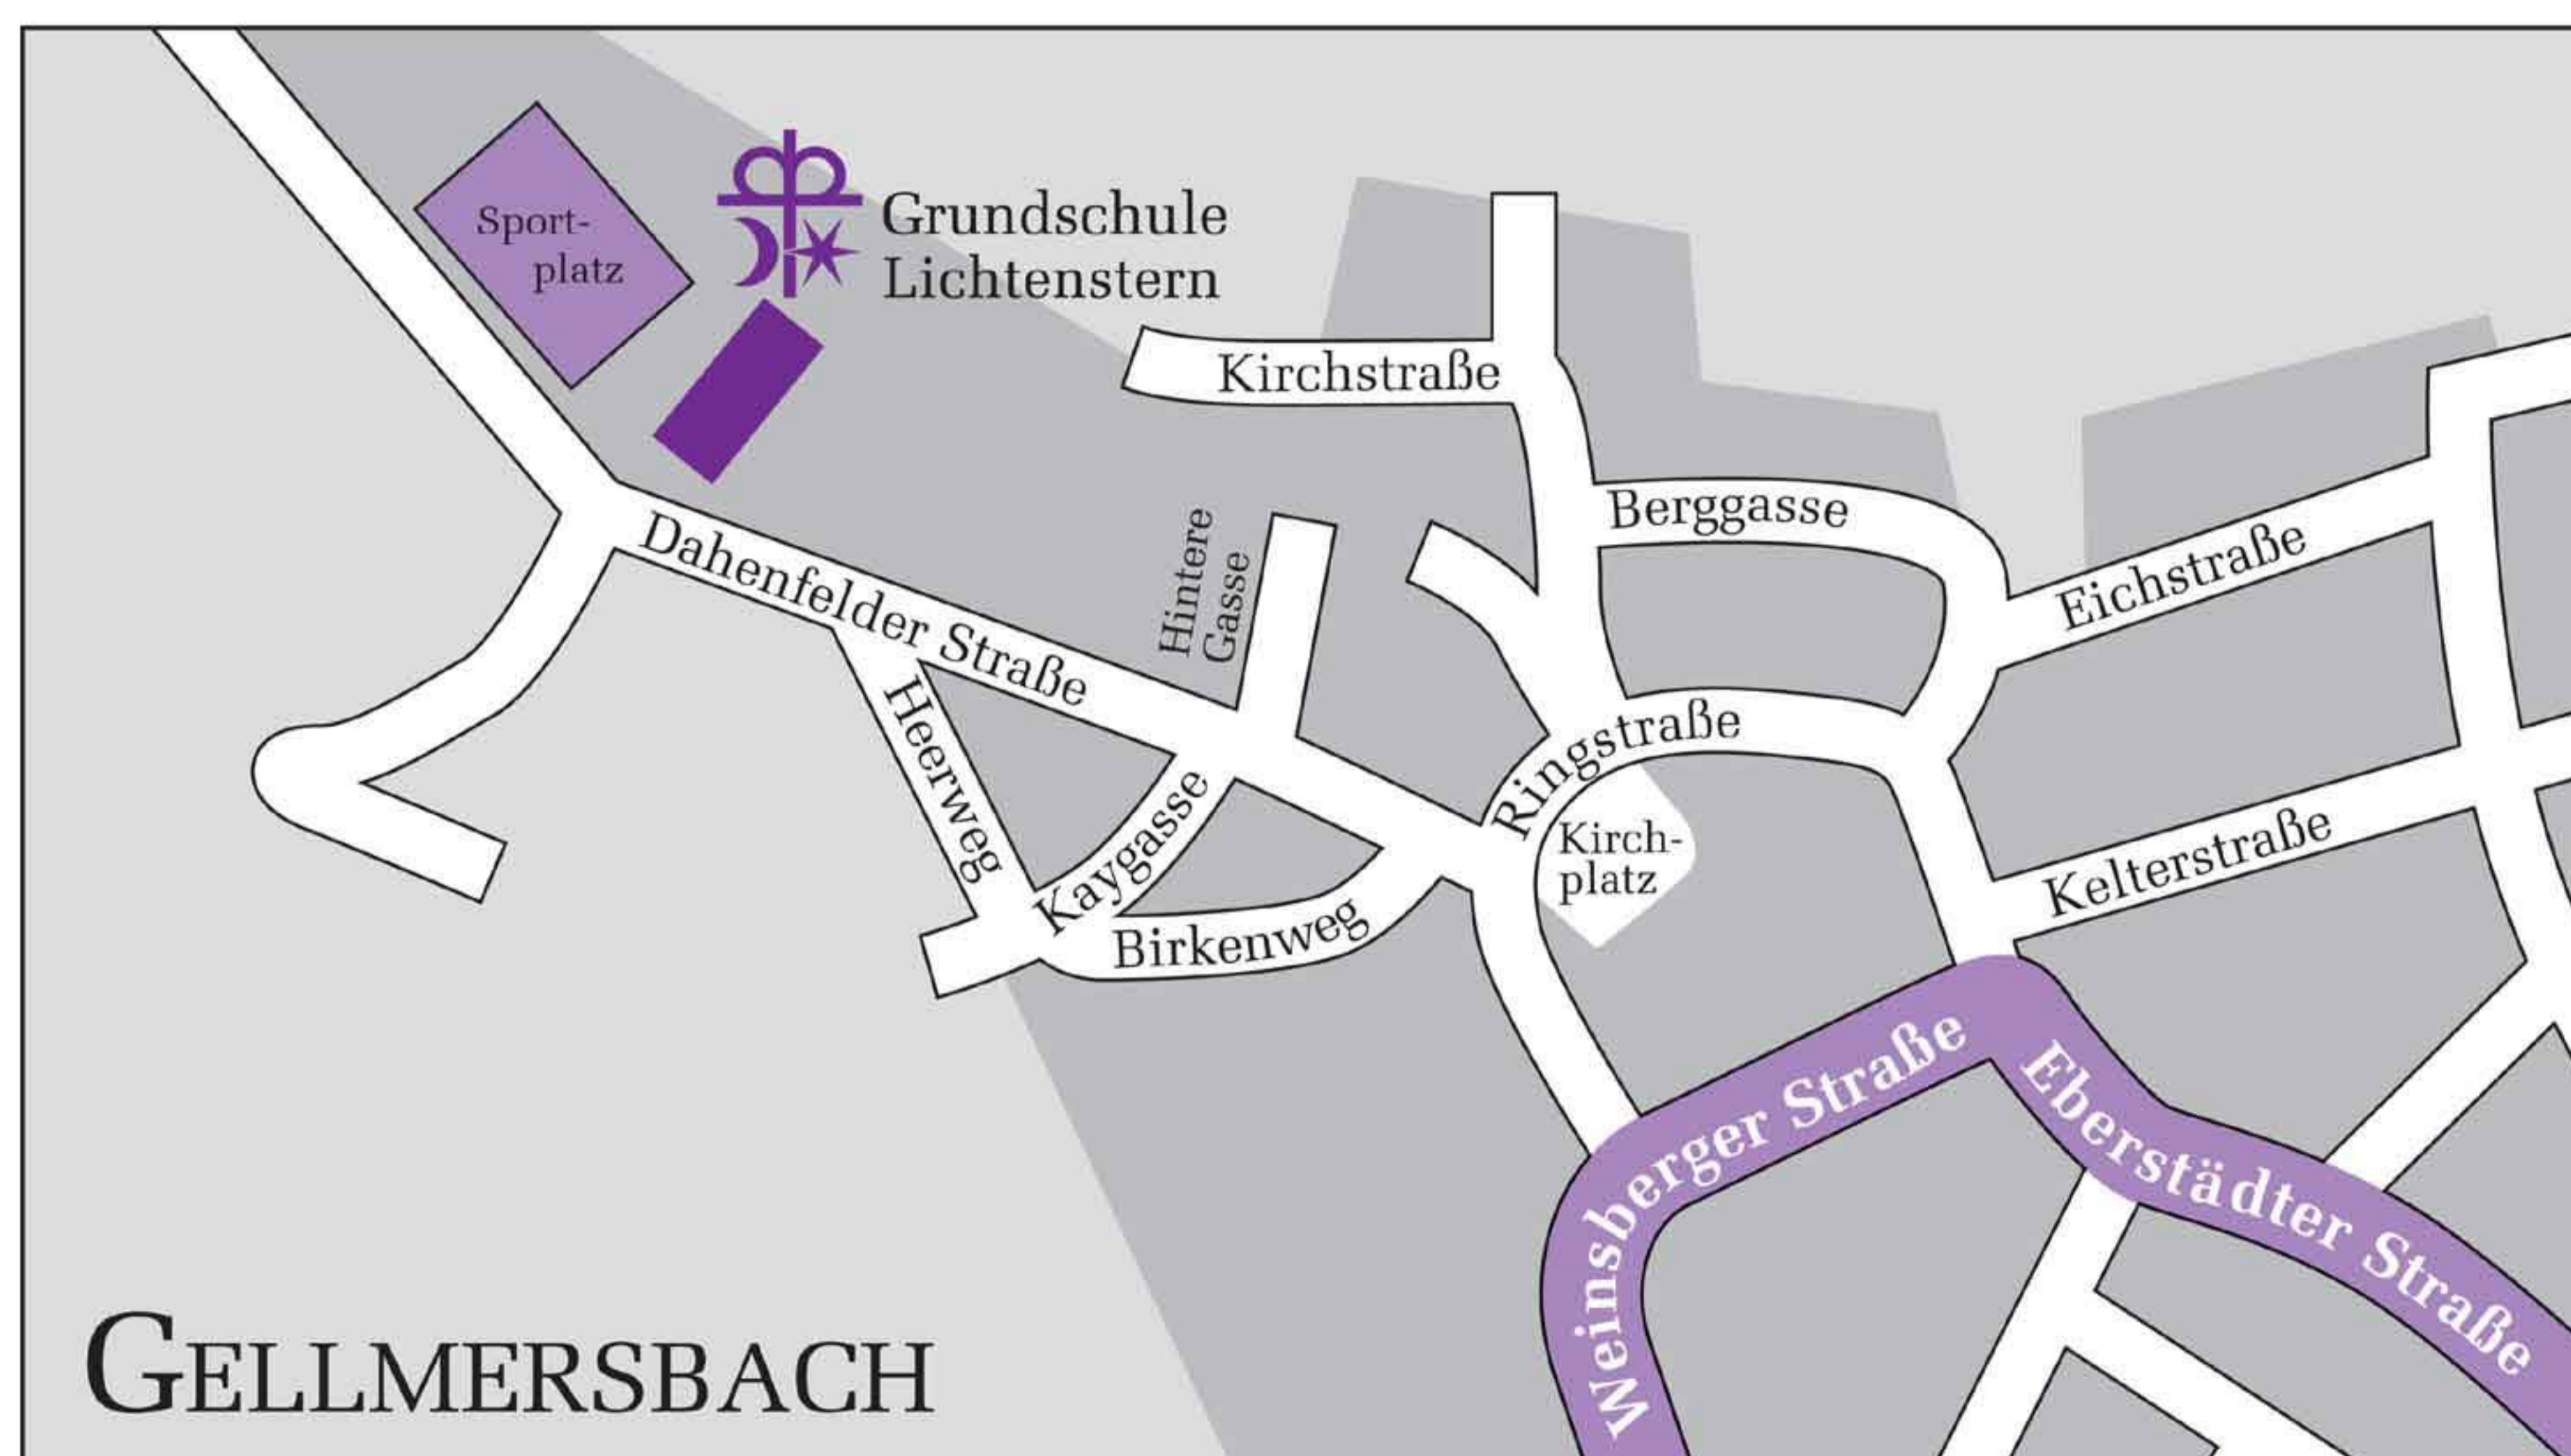 Sport-
platz
Grundschule
Lichtenstern
Kirchstraße
Berggasse
Eichstraße
Dahenfelder Straße
Hintere
Gasse
Heerweg
Kaygasse
Birkenweg
Ringstraße
Kirch-
platz
Kelterstraße
Weinsberger Straße
Eberstädter Straße
GELLMERSBACH